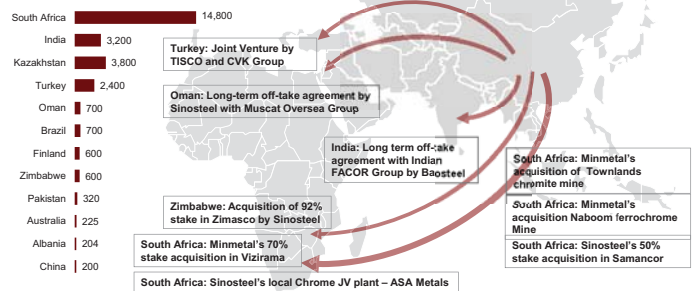 South Africa 14,800
India 3,200
Kazakhstan 3,800
Turkey 2,400
Oman 700
Brazil 700
Finland 600
Zimbabwe 600
Pakistan 320
Australia 225
Albania 204
China 200
Turkey: Joint Venture by
TISCO and CVK Group
Oman: Long-term off-take agreement by
Sinosteel with Muscat Oversea Group
India: Long term off-take
agreement with Indian
FACOR Group by Baosteel
Zimbabwe: Acquisition of 92%
stake in Zimasco by Sinosteel
South Africa: Minmetal's 70%
stake acquisition in Vizirama
South Africa: Sinosteel's local Chrome JV plant – ASA Metals
South Africa: Minmetal's
acquisition of Townlands
chromite mine
South Africa: Minmetal's
acquisition Naboom ferrochrome
Mine
South Africa: Sinosteel's 50%
stake acquisition in Samancor